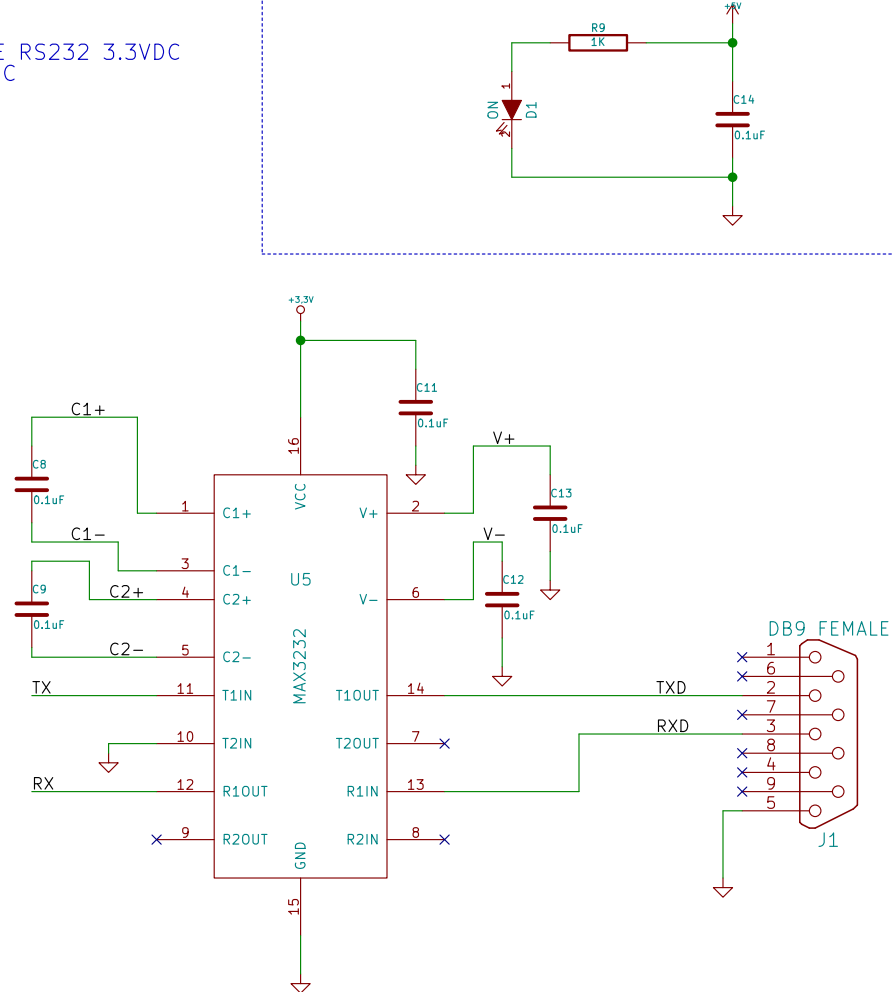 +5V
R9
1K
E RS232 3.3VDC
C
1
ON
D1
2
C14
0.1uF
+3.3V
C11
0.1uF
C1+
16
V+
C8
0.1uF
VCC
C13
0.1uF
1
C1+
V+
2
C1-
V-
3
C1-
U5
C12
0.1uF
C9
0.1uF
C2+
4
C2+
V-
6
MAX3232
DB9 FEMALE
C2-
5
C2-
1
6
TX
11
T1IN
T1OUT
14
TXD
2
7
RXD
3
10
T2IN
T2OUT
7
8
4
RX
12
R1OUT
R1IN
13
9
5
9
R2OUT
R2IN
8
J1
GND
15